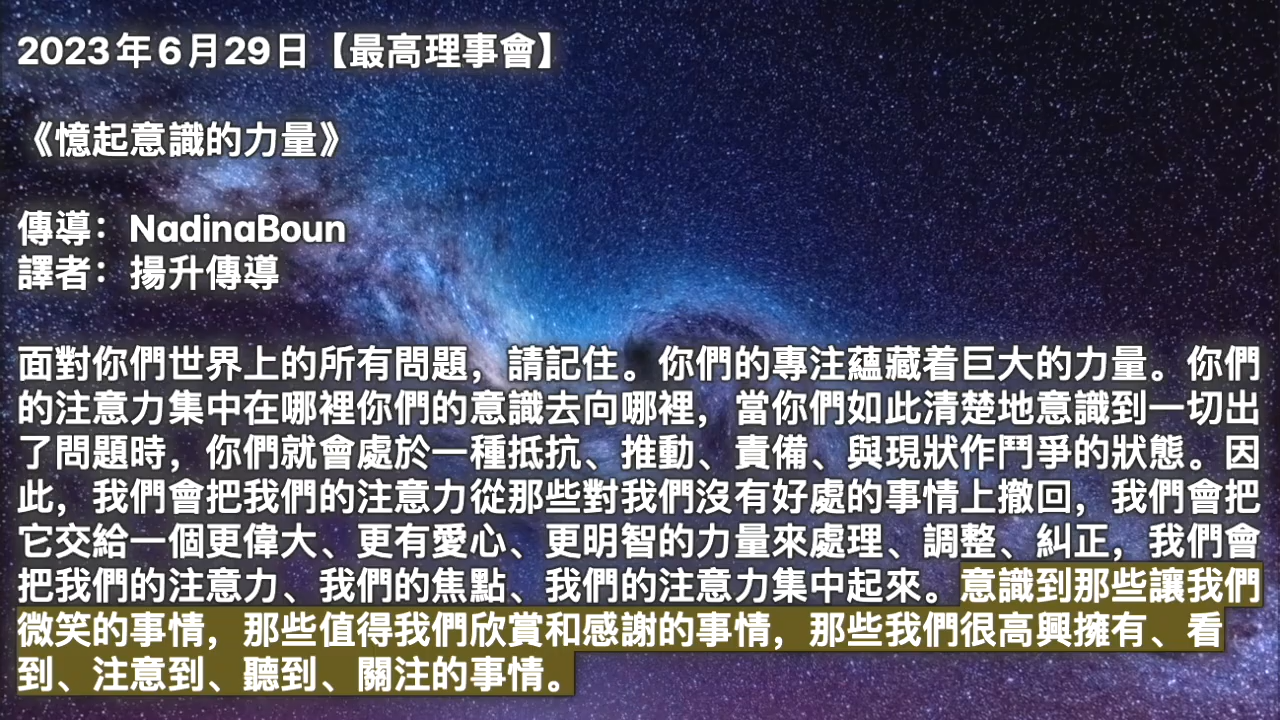 2023年6月29日【最高理事會】
《憶起意識的力量》
傳導：NadinaBoun
譯者：揚升傳導
面對你們世界上的所有問題，請記住。你們的專注蘊藏着巨大的力量。你們
的注意力集中在哪裡你們的意識去向哪裡，當你們如此清楚地意識到一切出
了問題時，你們就會處於一種抵抗、推動、責備、與現狀作鬥爭的狀態。因
此，我們會把我們的注意力從那些對我們沒有好處的事情上撤回，我們會把
它交給一個更偉大、更有愛心、更明智的力量來處理、調整、糾正，我們會
把我們的注意力、我們的焦點、我們的注意力集中起來。意識到那些讓我們
微笑的事情，那些值得我們欣賞和感謝的事情，那些我們很高興擁有、看
到、注意到、聽到、關注的事情。